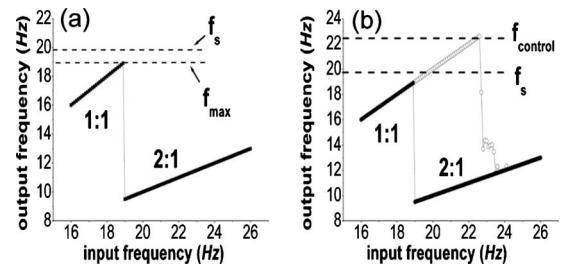 (a)
output frequency (Hz)
22
20
18
16
14
12
10
8
f_s
f_max
1:1
2:1
16 18 20 22 24 26
input frequency (Hz)
(b)
output frequency (Hz)
24
22
20
18
16
14
12
10
8
f_control
f_s
1:1
2:1
16 18 20 22 24 26
input frequency (Hz)